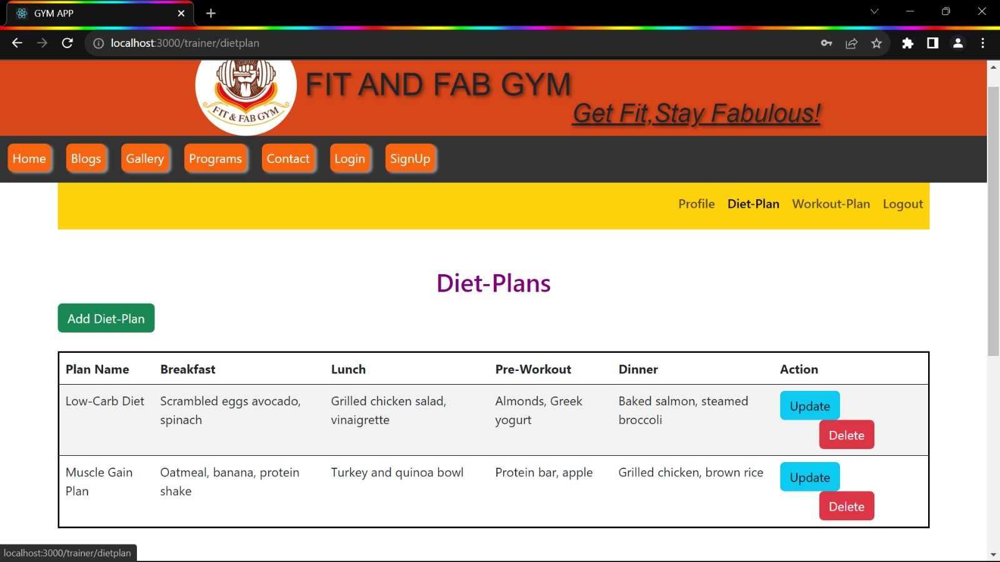 GYM APP
localhost:3000/trainer/dietplan
FIT & FAB GYM
FIT AND FAB GYM
Get Fit,Stay Fabulous!
Home Blogs Gallery Programs Contact Login SignUp
Profile Diet-Plan Workout-Plan Logout
Diet-Plans
Add Diet-Plan
Plan Name Breakfast Lunch Pre-Workout Dinner Action
Low-Carb Diet Scrambled eggs avocado, Grilled chicken salad, Almonds, Greek Baked salmon, steamed Update
spinach vinaigrette yogurt broccoli
Delete
Muscle Gain Oatmeal, banana, protein Turkey and quinoa bowl Protein bar, apple Grilled chicken, brown rice Update
Plan shake
Delete
localhost:3000/trainer/dietplan